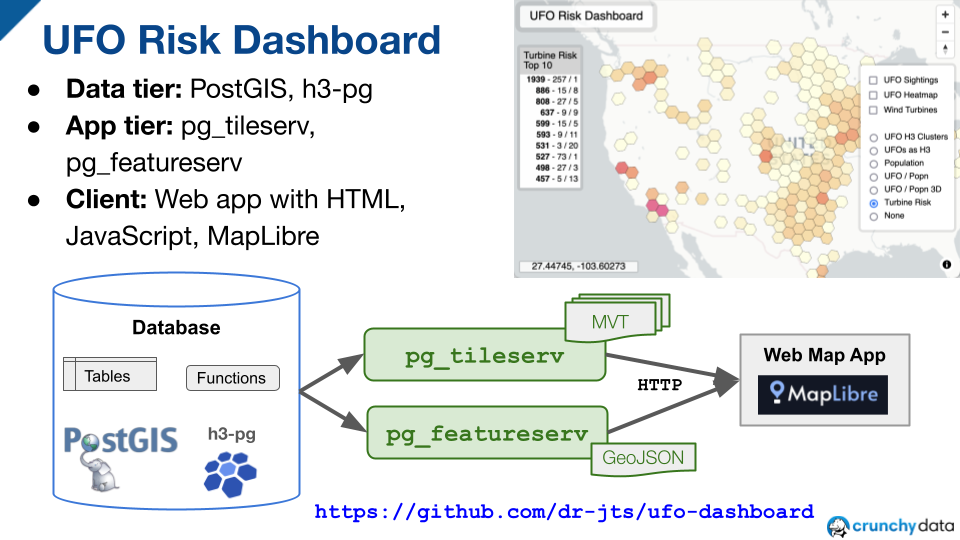 UFO Risk Dashboard
● Data tier: PostGIS, h3-pg
● App tier: pg_tileserv,
pg_featureserv
● Client: Web app with HTML,
JavaScript, MapLibre
UFO Risk Dashboard
Turbine Risk
Top 10
1939 - 257 / 1
886 - 15 / 8
808 - 27 / 5
637 - 9 / 9
599 - 15 / 5
593 - 9 / 11
531 - 3 / 20
527 - 73 / 1
498 - 27 / 3
457 - 5 / 13
27.44745, -103.60273
+
−
UFO Sightings
UFO Heatmap
Wind Turbines
UFO H3 Clusters
UFOs as H3
Population
UFO / Popn
UFO / Popn 3D
Turbine Risk
None
Database
Tables
Functions
PostGIS
h3-pg
pg_tileserv
MVT
pg_featureserv
GeoJSON
HTTP
Web Map App
MapLibre
https://github.com/dr-jts/ufo-dashboard
crunchydata